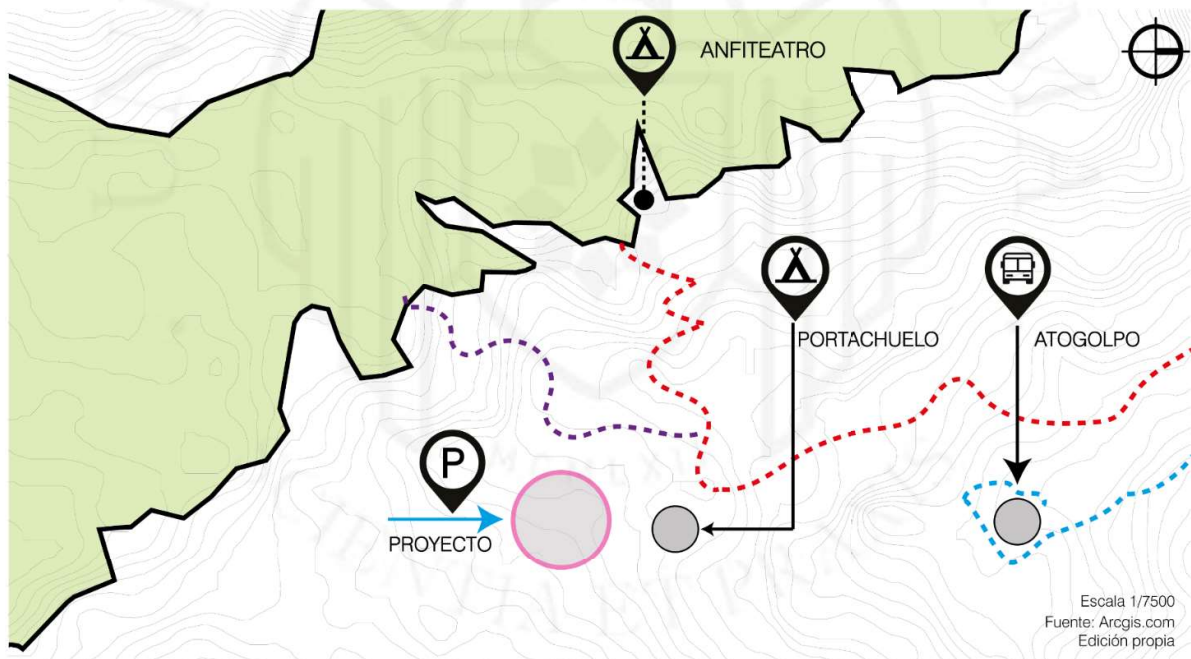 ANFITEATRO
PORTACHUELO
ATOGOLPO
P
PROYECTO
Escala 1/7500
Fuente: Arcgis.com
Edición propia